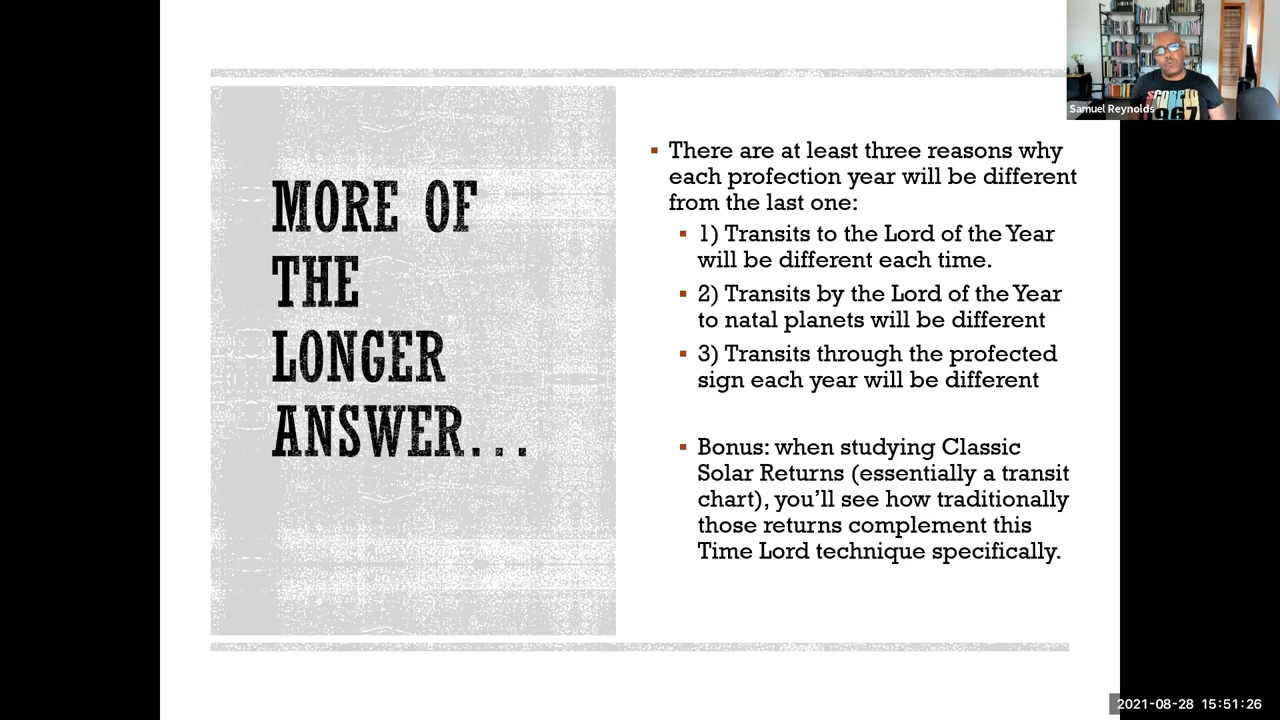 MORE OF
THE
LONGER
ANSWER...
▪ There are at least three reasons why
each profection year will be different
from the last one:
▪ 1) Transits to the Lord of the Year
will be different each time.
▪ 2) Transits by the Lord of the Year
to natal planets will be different
▪ 3) Transits through the profected
sign each year will be different
▪ Bonus: when studying Classic
Solar Returns (essentially a transit
chart), you’ll see how traditionally
those returns complement this
Time Lord technique specifically.
SCORPIO
1967
Samuel Reynolds
2021-08-28 15:51:26